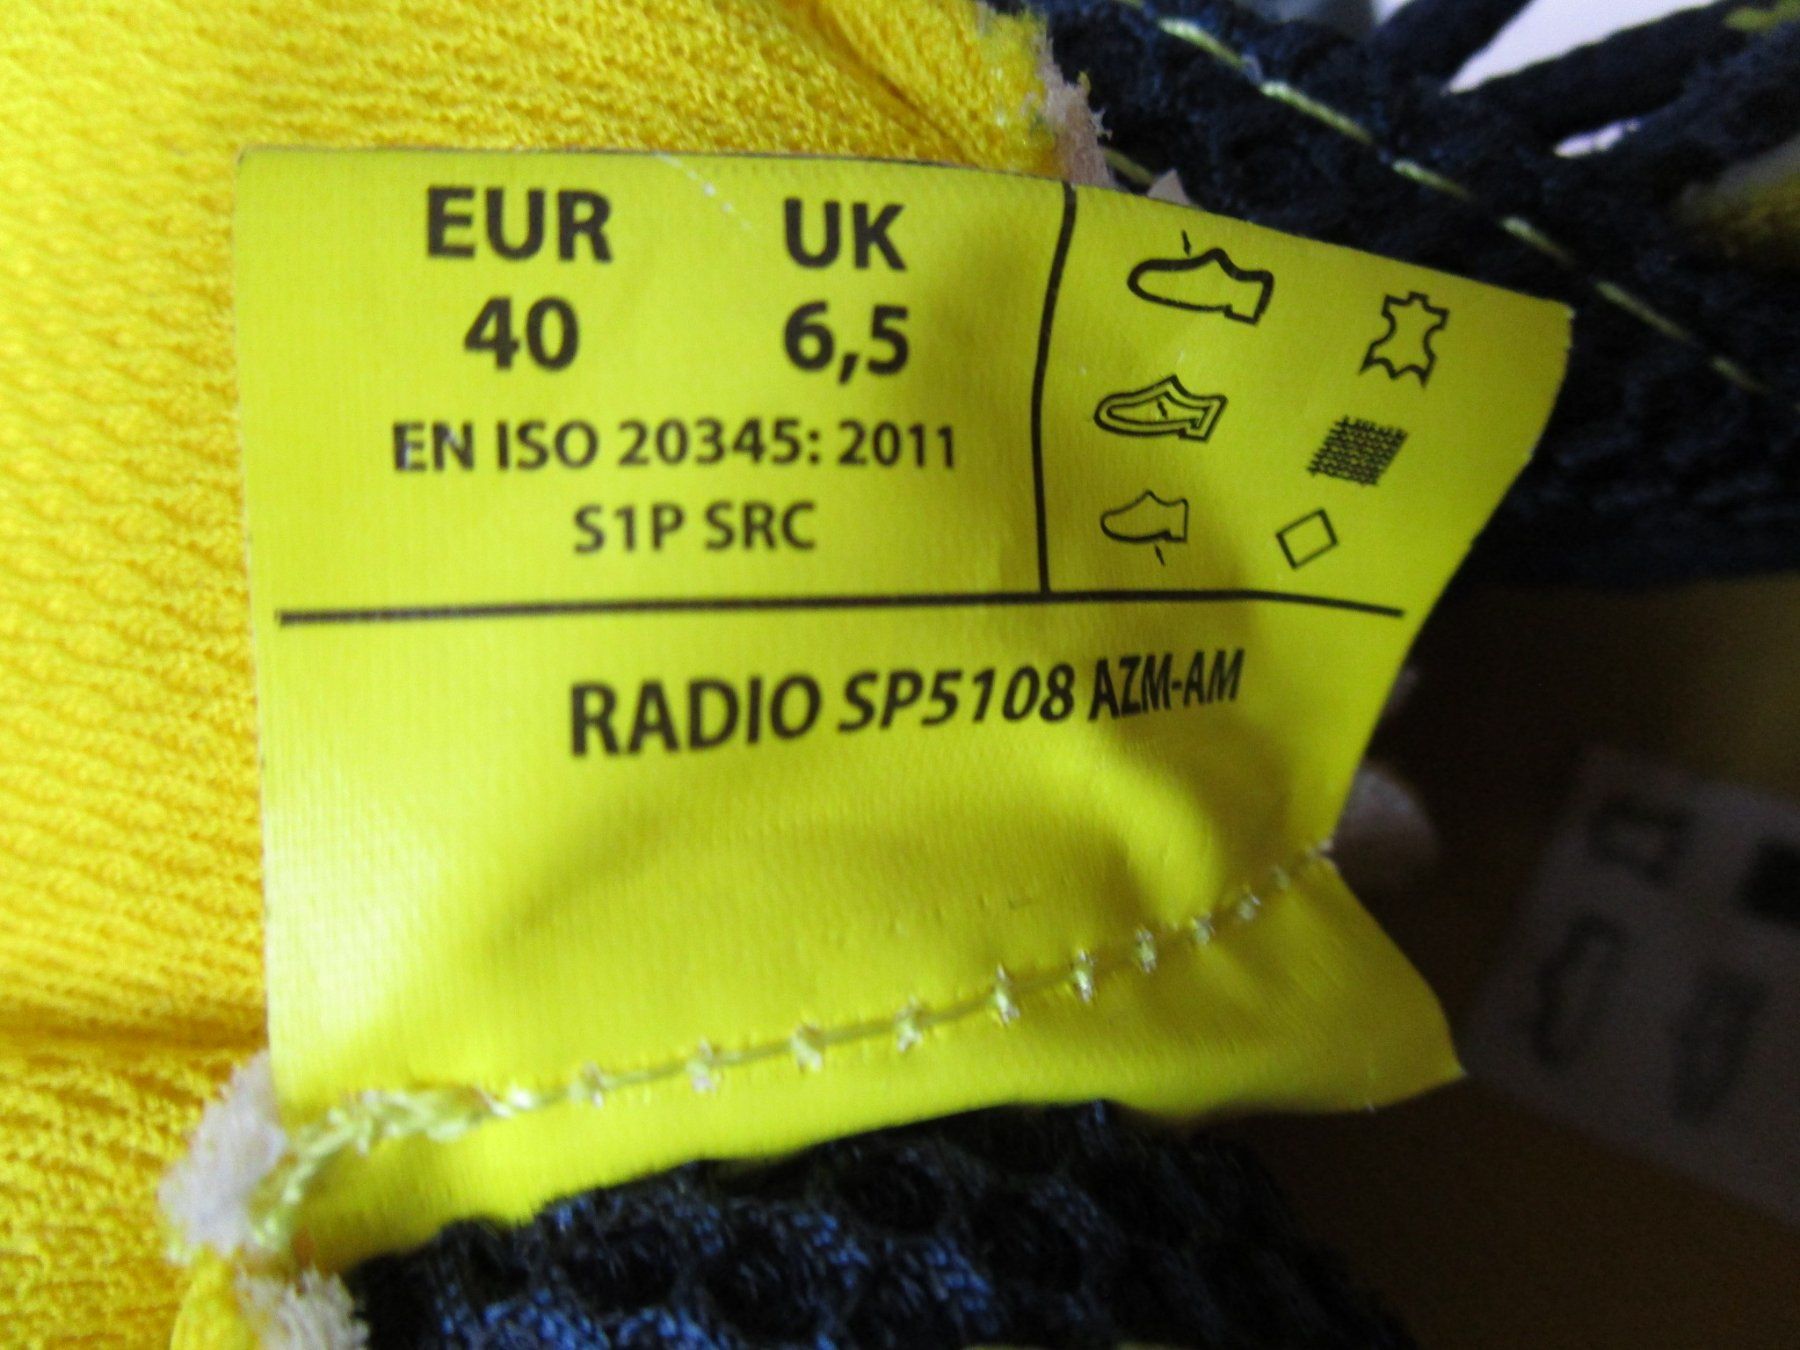 EUR UK
40 6,5
EN ISO 20345: 2011
S1P SRC
RADIO SP5108 AZM-AM